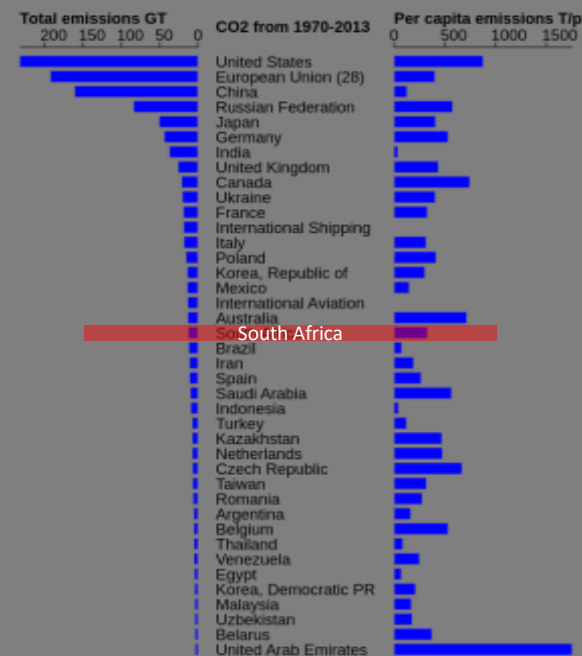 Total emissions GT
CO2 from 1970-2013
Per capita emissions T/p
200 150 100 50 0
0 500 1000 1500
United States
European Union (28)
China
Russian Federation
Japan
Germany
India
United Kingdom
Canada
Ukraine
France
International Shipping
Italy
Poland
Korea, Republic of
Mexico
International Aviation
Australia
South Africa
Brazil
Iran
Spain
Saudi Arabia
Indonesia
Turkey
Kazakhstan
Netherlands
Czech Republic
Taiwan
Romania
Argentina
Belgium
Thailand
Venezuela
Egypt
Korea, Democratic PR
Malaysia
Uzbekistan
Belarus
United Arab Emirates